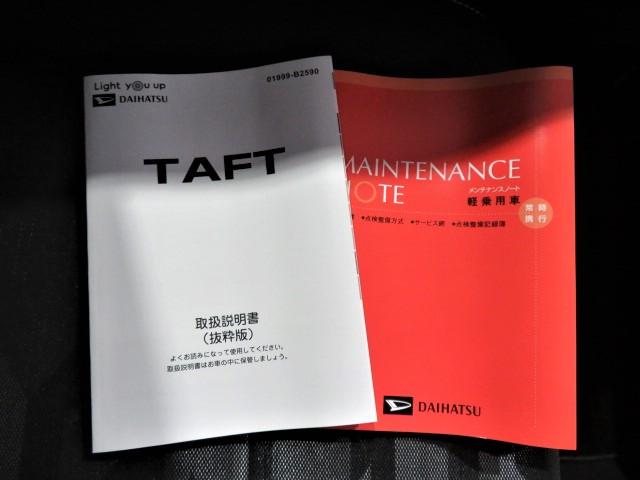 Light you up
DAIHATSU
01999-B2590
TAFT
取扱説明書
(抜粋版)
よくお読みになって使用してください。
取扱説明書はお車の中に保管しましょう。
MAINTENANCE
NOTE
メンテナンスノート
軽乗用車
常時
携行
•点検整備方式 •サービス網 •点検整備記録簿
DAIHATSU